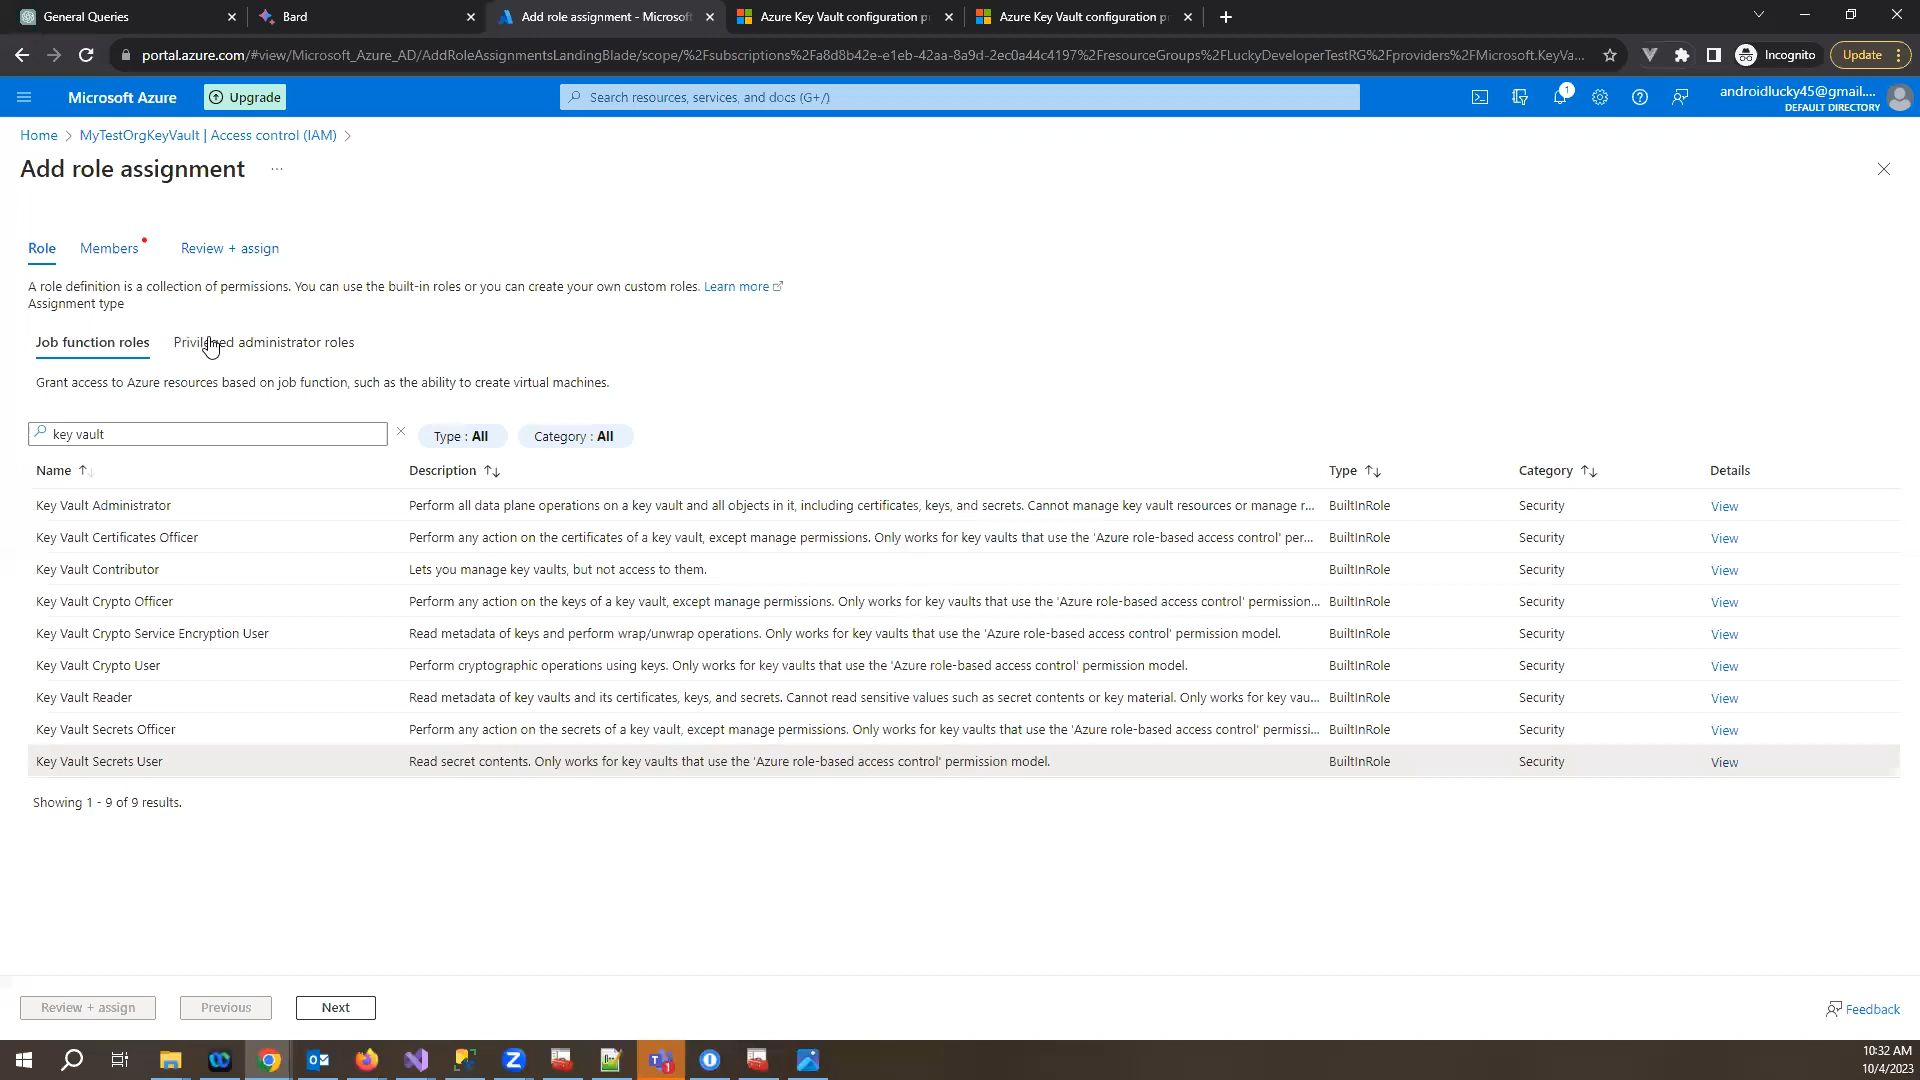 General Queries
Bard
Add role assignment - Microsoft
Azure Key Vault configuration p
Azure Key Vault configuration p
portal.azure.com/#view/Microsoft_Azure_AD/AddRoleAssignmentsLandingBlade/scope/%2Fsubscriptions%2Fa8d8b42e-e1eb-42aa-8a9d-2ec0a44c4197%2FresourceGroups%2FLuckyDeveloperTestRG%2Fproviders%2FMicrosoft.KeyVa...
Incognito
Update
Microsoft Azure
Upgrade
Search resources, services, and docs (G+/)
1
androidlucky45@gmail....
DEFAULT DIRECTORY
Home > MyTestOrgKeyVault | Access control (IAM) >
Add role assignment ...
Role
Members
Review + assign
A role definition is a collection of permissions. You can use the built-in roles or you can create your own custom roles. Learn more
Assignment type
Job function roles
Privileged administrator roles
Grant access to Azure resources based on job function, such as the ability to create virtual machines.
key vault
Type : All
Category : All
Name ↑↓ Description ↑↓ Type ↑↓ Category ↑↓ Details
Key Vault Administrator Perform all data plane operations on a key vault and all objects in it, including certificates, keys, and secrets. Cannot manage key vault resources or manage r... BuiltInRole Security View
Key Vault Certificates Officer Perform any action on the certificates of a key vault, except manage permissions. Only works for key vaults that use the 'Azure role-based access control' per... BuiltInRole Security View
Key Vault Contributor Lets you manage key vaults, but not access to them. BuiltInRole Security View
Key Vault Crypto Officer Perform any action on the keys of a key vault, except manage permissions. Only works for key vaults that use the 'Azure role-based access control' permission... BuiltInRole Security View
Key Vault Crypto Service Encryption User Read metadata of keys and perform wrap/unwrap operations. Only works for key vaults that use the 'Azure role-based access control' permission model. BuiltInRole Security View
Key Vault Crypto User Perform cryptographic operations using keys. Only works for key vaults that use the 'Azure role-based access control' permission model. BuiltInRole Security View
Key Vault Reader Read metadata of key vaults and its certificates, keys, and secrets. Cannot read sensitive values such as secret contents or key material. Only works for key vau... BuiltInRole Security View
Key Vault Secrets Officer Perform any action on the secrets of a key vault, except manage permissions. Only works for key vaults that use the 'Azure role-based access control' permissi... BuiltInRole Security View
Key Vault Secrets User Read secret contents. Only works for key vaults that use the 'Azure role-based access control' permission model. BuiltInRole Security View
Showing 1 - 9 of 9 results.
Review + assign
Previous
Next
Feedback
10:32 AM
10/4/2023